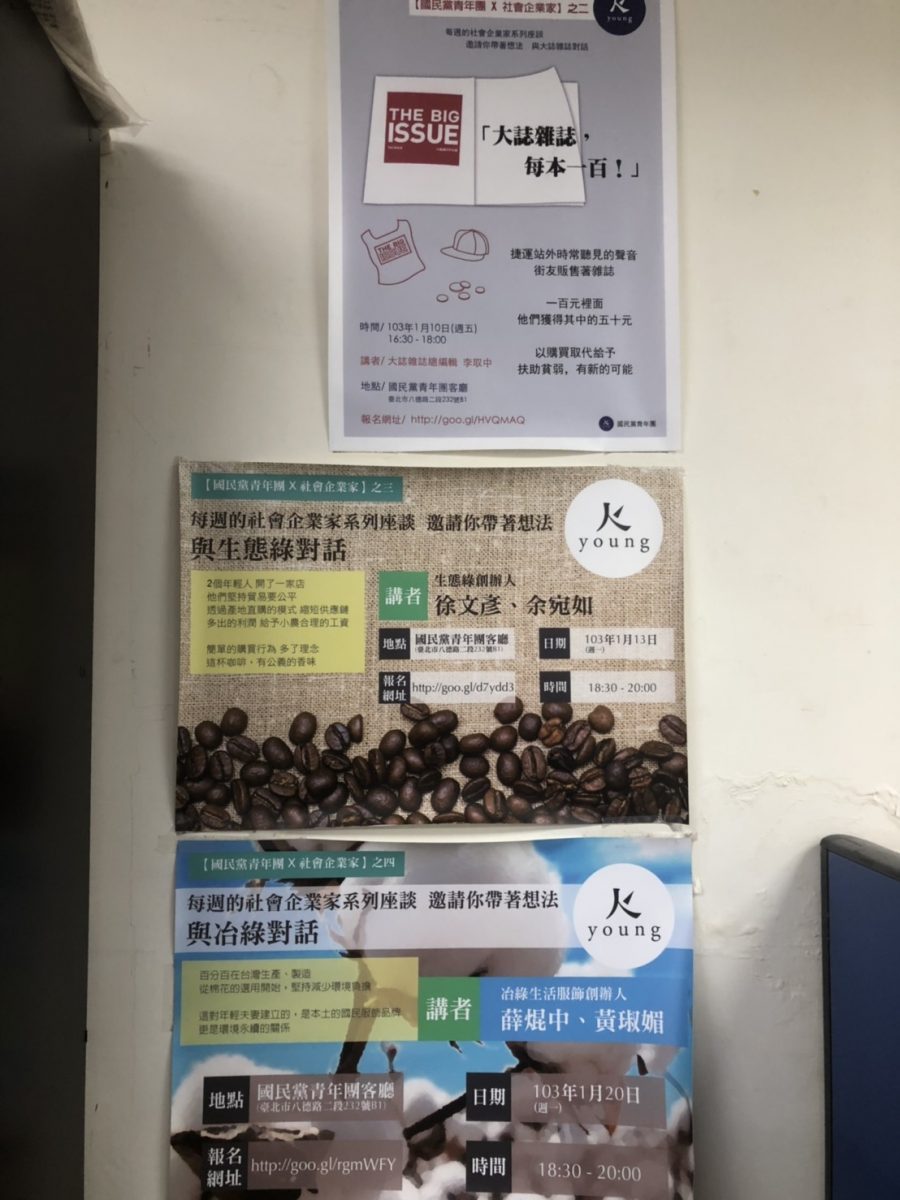 【國民黨青年團 X 社會企業家】之二
young
每週的社會企業家系列座談
邀請你帶著想法 與大誌雜誌對話
THE BIG
ISSUE
「大誌雜誌，
每本一百！」
THE BIG
捷運站外時常聽見的聲音
街友販售著雜誌
一百元裡面
他們獲得其中的五十元
以購買取代給予
扶助貧弱，有新的可能
時間/ 103年1月10日(週五)
16:30 - 18:00
講者/ 大誌雜誌總編輯 李取中
地點/ 國民黨青年團客廳
臺北市八德路二段232號B1
報名網址/ http://goo.gl/HVQMAQ
國民黨青年團
【國民黨青年團 X 社會企業家】之三
每週的社會企業家系列座談 邀請你帶著想法
與生態綠對話
young
2個年輕人 開了一家店
他們堅持貿易要公平
透過產地直購的模式 縮短供應鏈
多出的利潤 給予小農合理的工資
簡單的購買行為 多了理念
這杯咖啡，有公義的香味
講者
生態綠創辦人
徐文彥、余宛如
地點
國民黨青年團客廳
(臺北市八德路二段232號B1)
日期
103年1月13日
(週一)
報名
網址
http://goo.gl/d7ydd3
時間
18:30 - 20:00
【國民黨青年團 X 社會企業家】之四
每週的社會企業家系列座談 邀請你帶著想法
與冶綠對話
young
百分百在台灣生產、製造
從棉花的選用開始，堅持減少環境負擔
這對年輕夫妻建立的，是本土的國民服飾品牌
更是環境永續的關係
講者
冶綠生活服飾創辦人
薛焜中、黃琡媚
地點
國民黨青年團客廳
(臺北市八德路二段232號B1)
日期
103年1月20日
(週一)
報名
網址
http://goo.gl/rgmWFY
時間
18:30 - 20:00